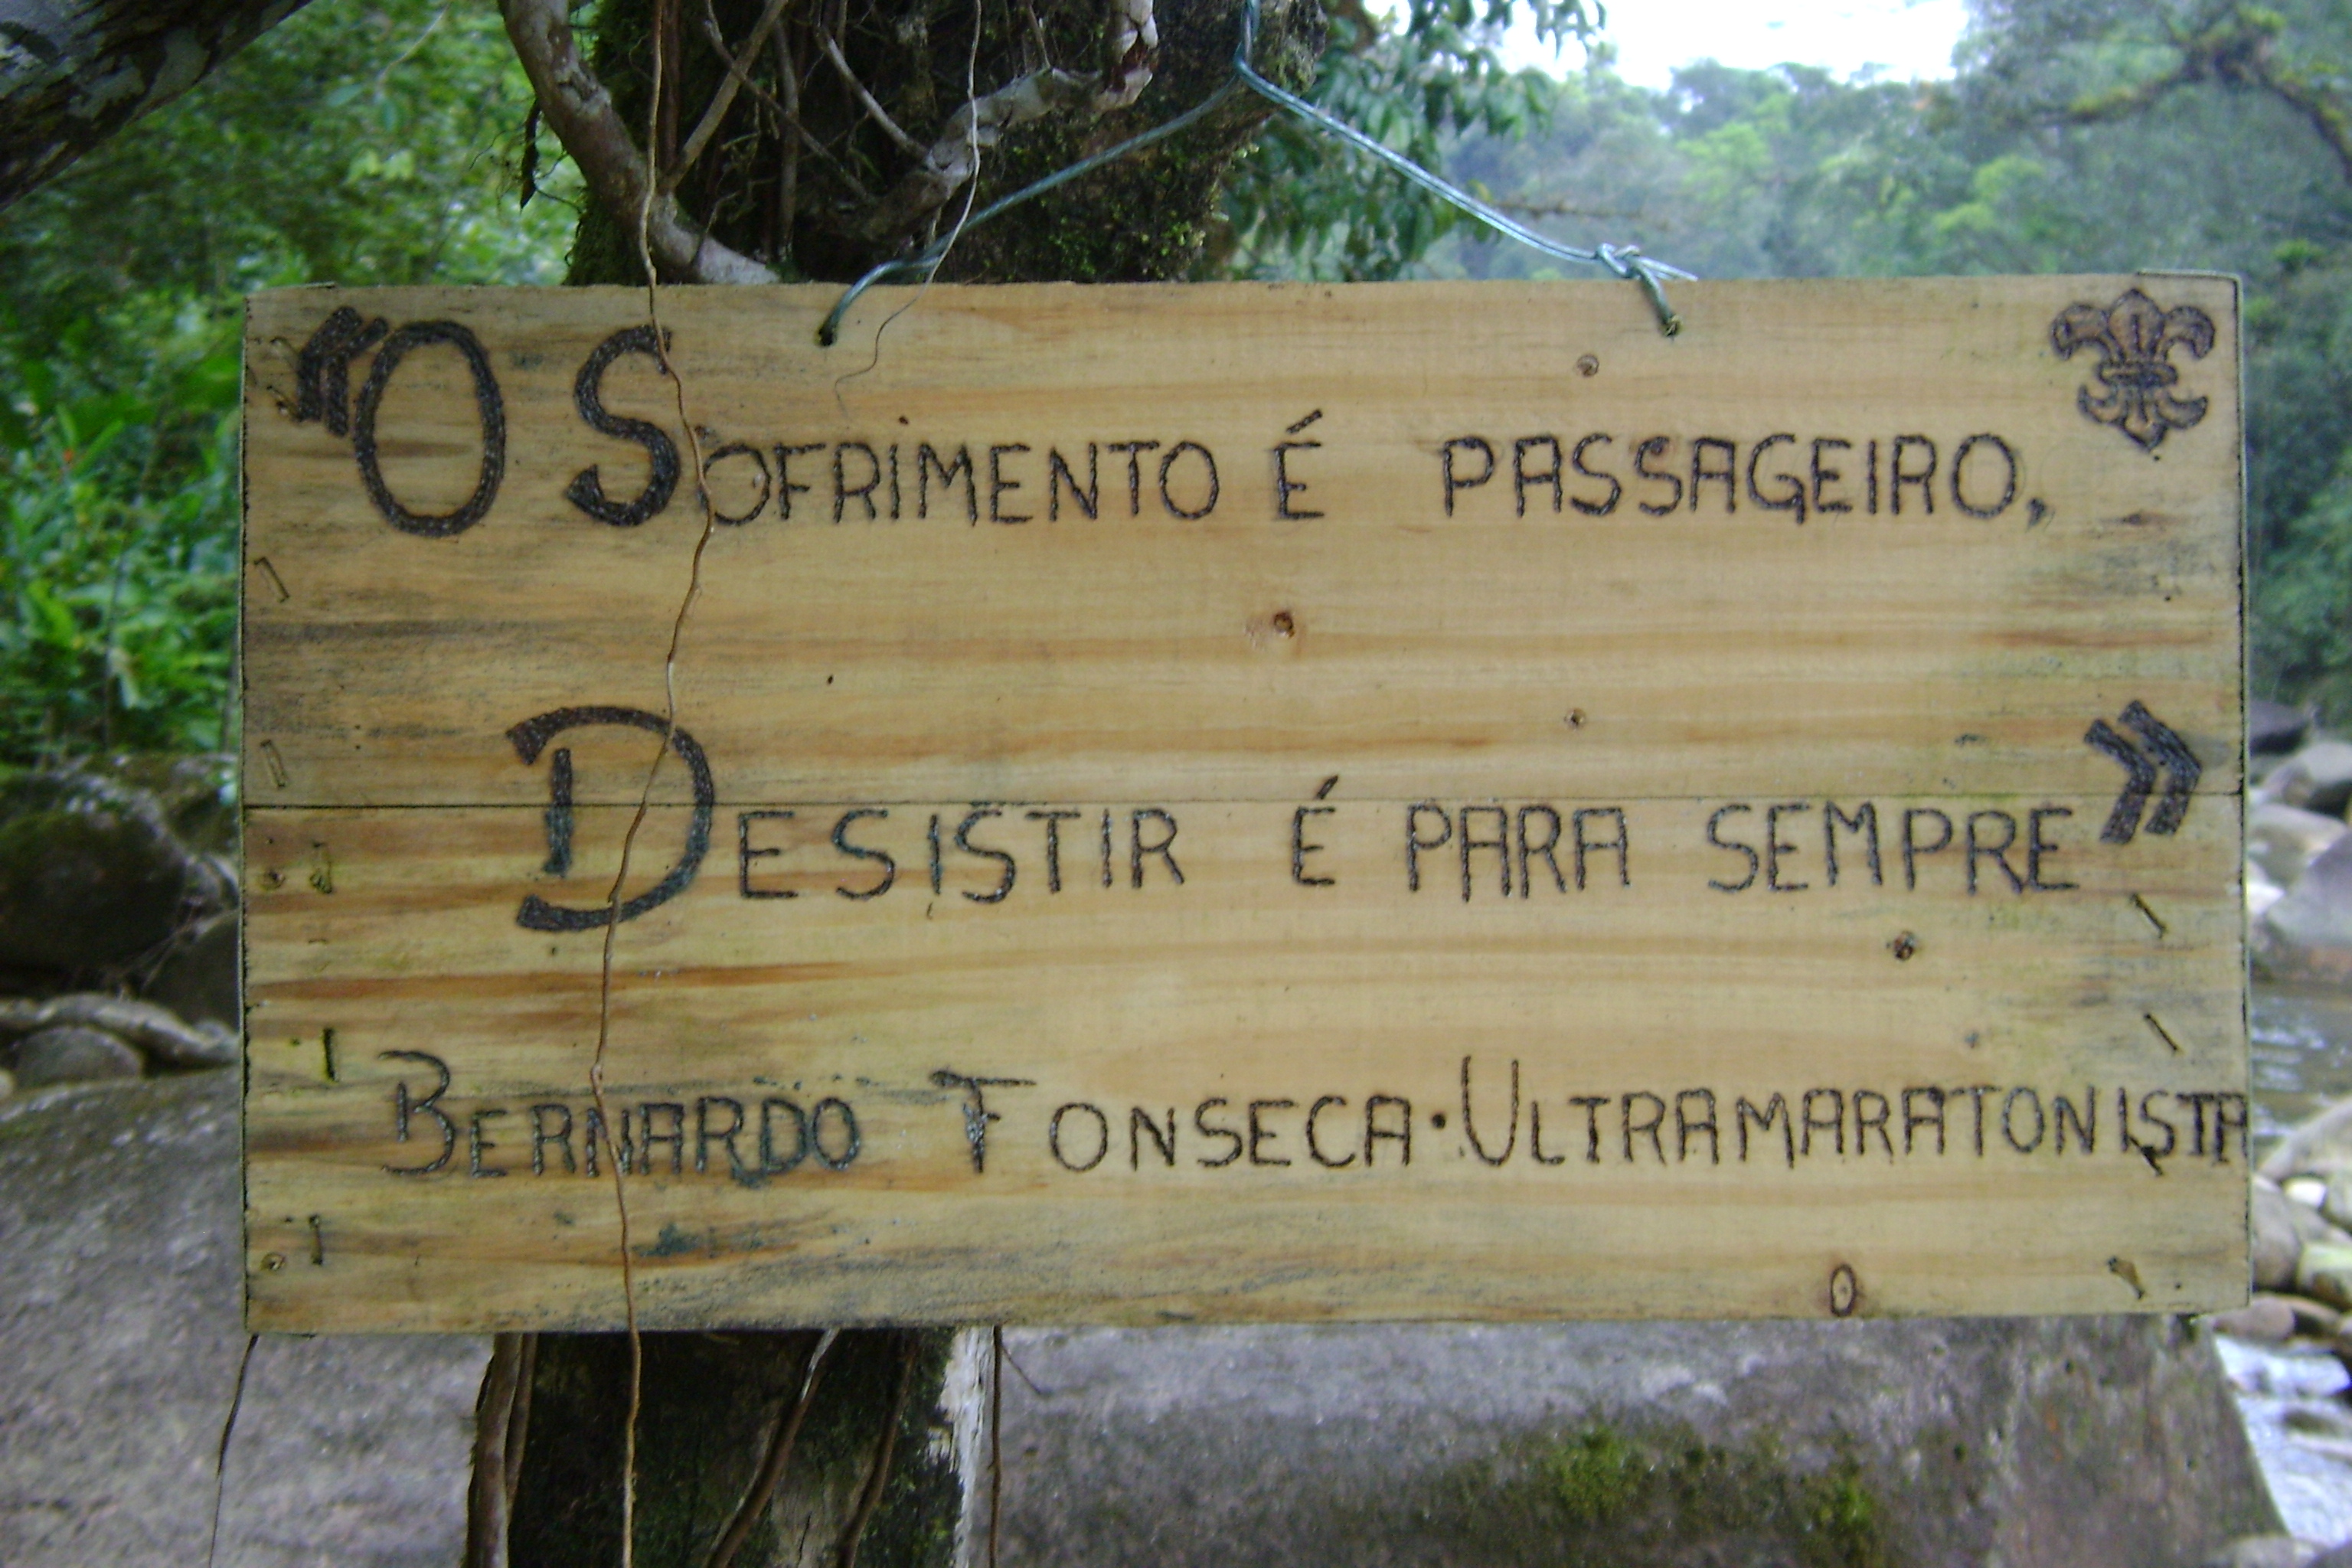 “O SOFRIMENTO É PASSAGEIRO,
DESISTIR É PARA SEMPRE”
BERNARDO FONSECA • ULTRAMARATONISTA